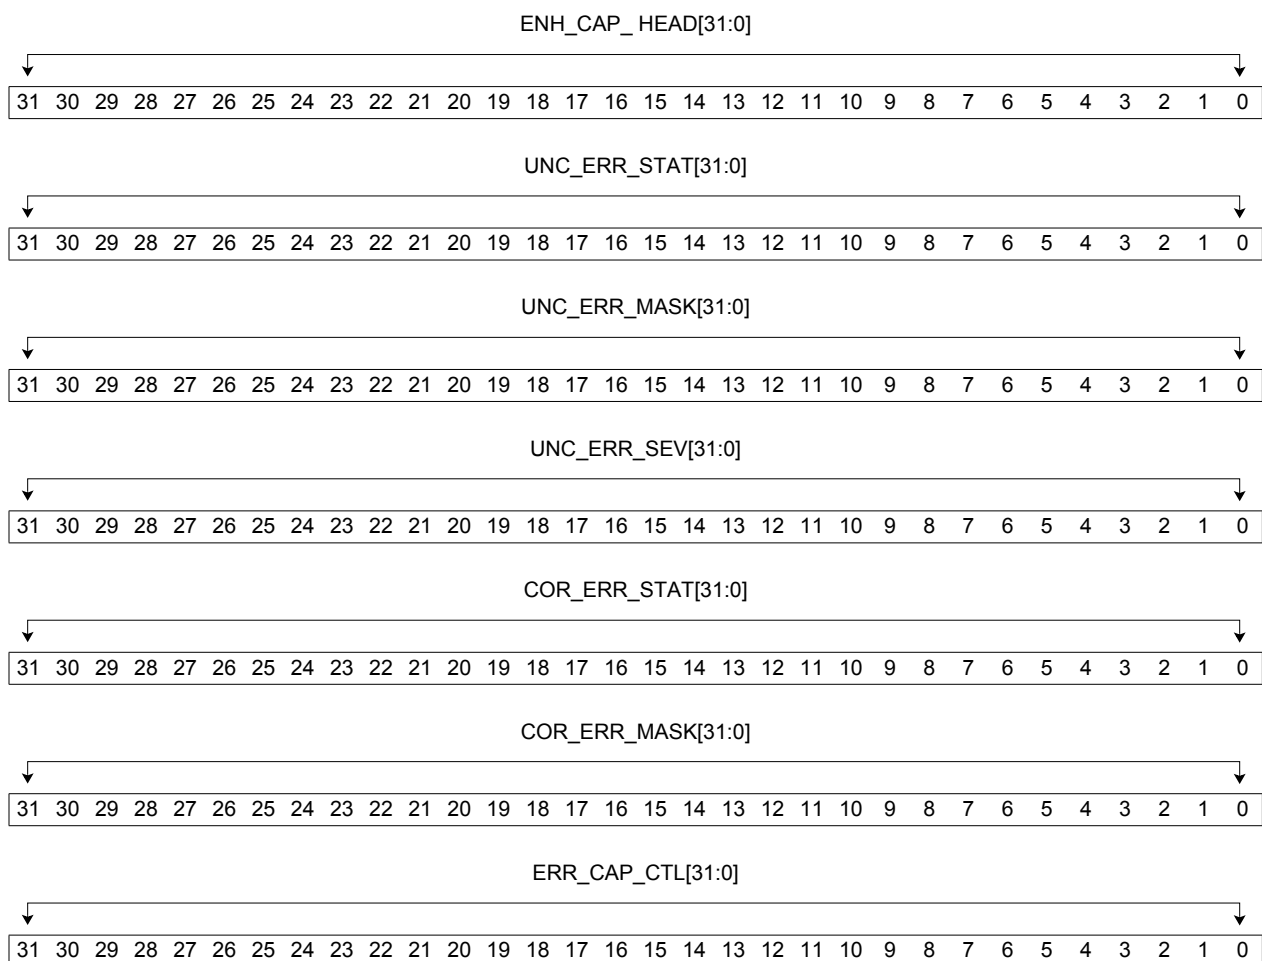 ENH_CAP_ HEAD[31:0]
31 30 29 28 27 26 25 24 23 22 21 20 19 18 17 16 15 14 13 12 11 10 9 8 7 6 5 4 3 2 1 0
UNC_ERR_STAT[31:0]
31 30 29 28 27 26 25 24 23 22 21 20 19 18 17 16 15 14 13 12 11 10 9 8 7 6 5 4 3 2 1 0
UNC_ERR_MASK[31:0]
31 30 29 28 27 26 25 24 23 22 21 20 19 18 17 16 15 14 13 12 11 10 9 8 7 6 5 4 3 2 1 0
UNC_ERR_SEV[31:0]
31 30 29 28 27 26 25 24 23 22 21 20 19 18 17 16 15 14 13 12 11 10 9 8 7 6 5 4 3 2 1 0
COR_ERR_STAT[31:0]
31 30 29 28 27 26 25 24 23 22 21 20 19 18 17 16 15 14 13 12 11 10 9 8 7 6 5 4 3 2 1 0
COR_ERR_MASK[31:0]
31 30 29 28 27 26 25 24 23 22 21 20 19 18 17 16 15 14 13 12 11 10 9 8 7 6 5 4 3 2 1 0
ERR_CAP_CTL[31:0]
31 30 29 28 27 26 25 24 23 22 21 20 19 18 17 16 15 14 13 12 11 10 9 8 7 6 5 4 3 2 1 0